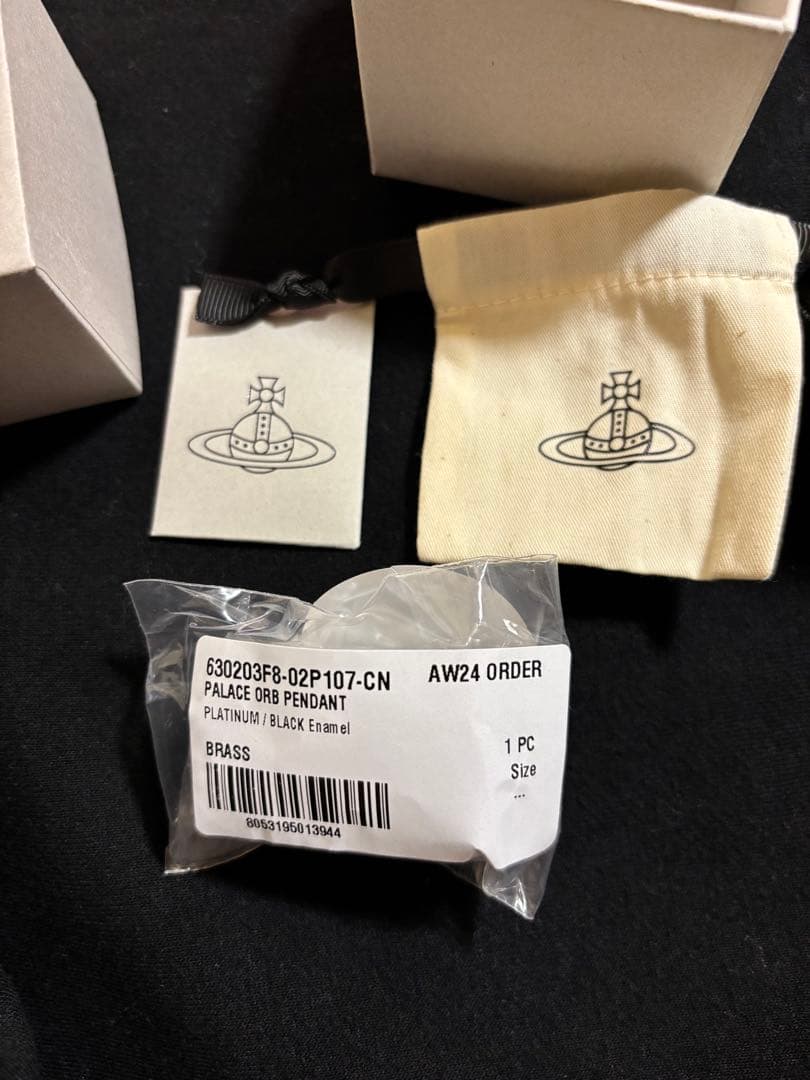 630203F8-02P107-CN AW24 ORDER
PALACE ORB PENDANT
PLATINUM / BLACK Enamel
1 PC
BRASS
Size
...
8053195013944